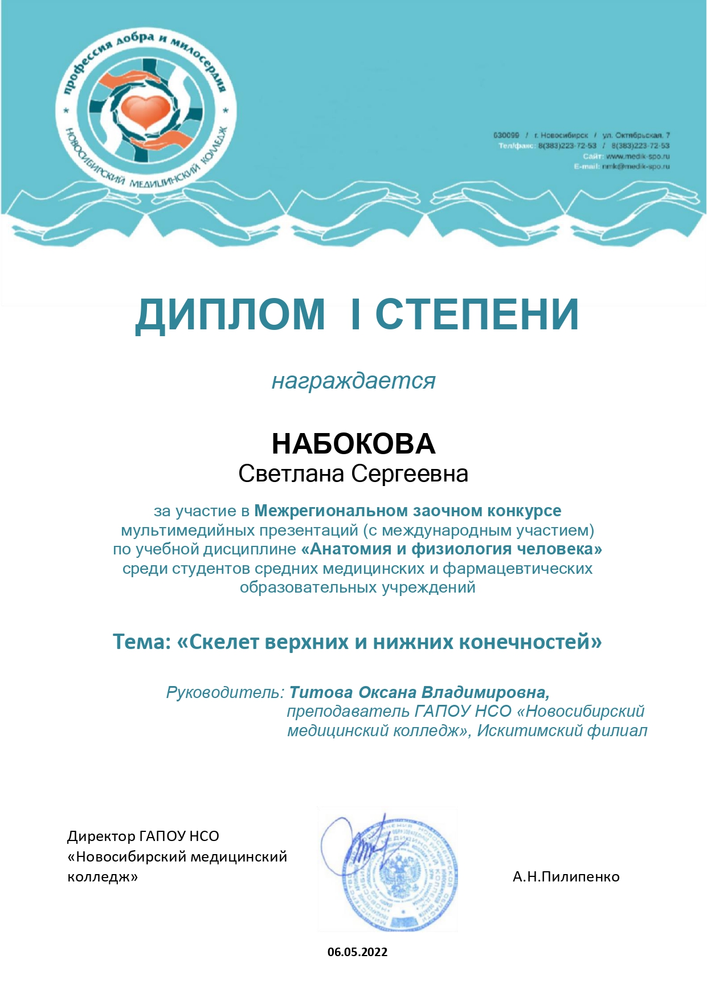 профессия добра и милосердия
* *
НОВОСИБИРСКИЙ МЕДИЦИНСКИЙ КОЛЛЕДЖ
630099 / г. Новосибирск / ул. Октябрьская, 7
Тел/факс: 8(383)223-72-53 / 8(383)223-72-53
Сайт: www.medik-spo.ru
E-mail: nmk@medik-spo.ru
ДИПЛОМ I СТЕПЕНИ
награждается
НАБОКОВА
Светлана Сергеевна
за участие в Межрегиональном заочном конкурсе
мультимедийных презентаций (с международным участием)
по учебной дисциплине «Анатомия и физиология человека»
среди студентов средних медицинских и фармацевтических
образовательных учреждений
Тема: «Скелет верхних и нижних конечностей»
Руководитель: Титова Оксана Владимировна,
преподаватель ГАПОУ НСО «Новосибирский
медицинский колледж», Искитимский филиал
Директор ГАПОУ НСО
«Новосибирский медицинский
колледж»
А.Н.Пилипенко
06.05.2022